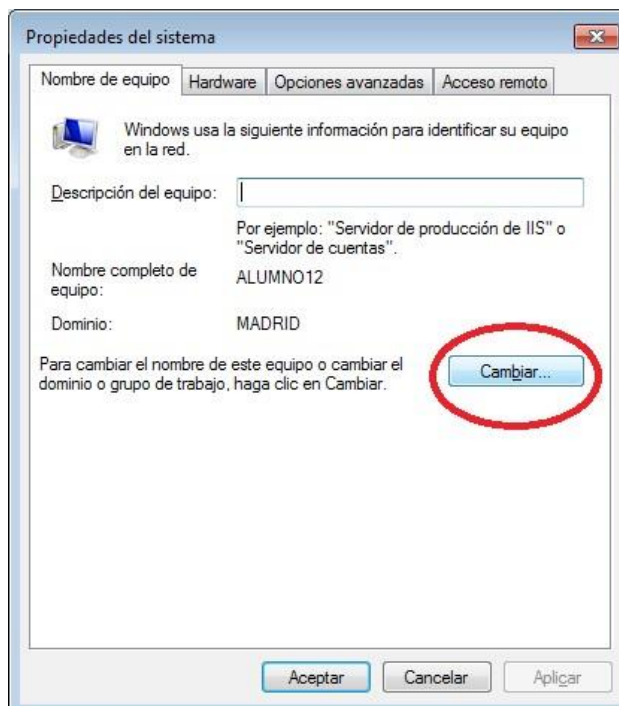 Propiedades del sistema
Nombre de equipo Hardware Opciones avanzadas Acceso remoto
Windows usa la siguiente información para identificar su equipo
en la red.
Descripción del equipo:
Por ejemplo: "Servidor de producción de IIS" o
"Servidor de cuentas".
Nombre completo de
equipo:
ALUMNO12
Dominio: MADRID
Para cambiar el nombre de este equipo o cambiar el
dominio o grupo de trabajo, haga clic en Cambiar.
Cambiar...
Aceptar Cancelar Aplicar